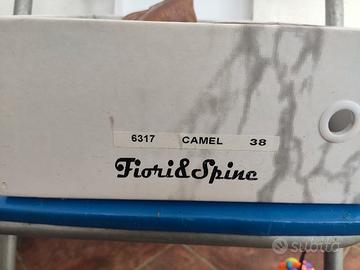 6317 CAMEL 38
Fiori&Spine
subito